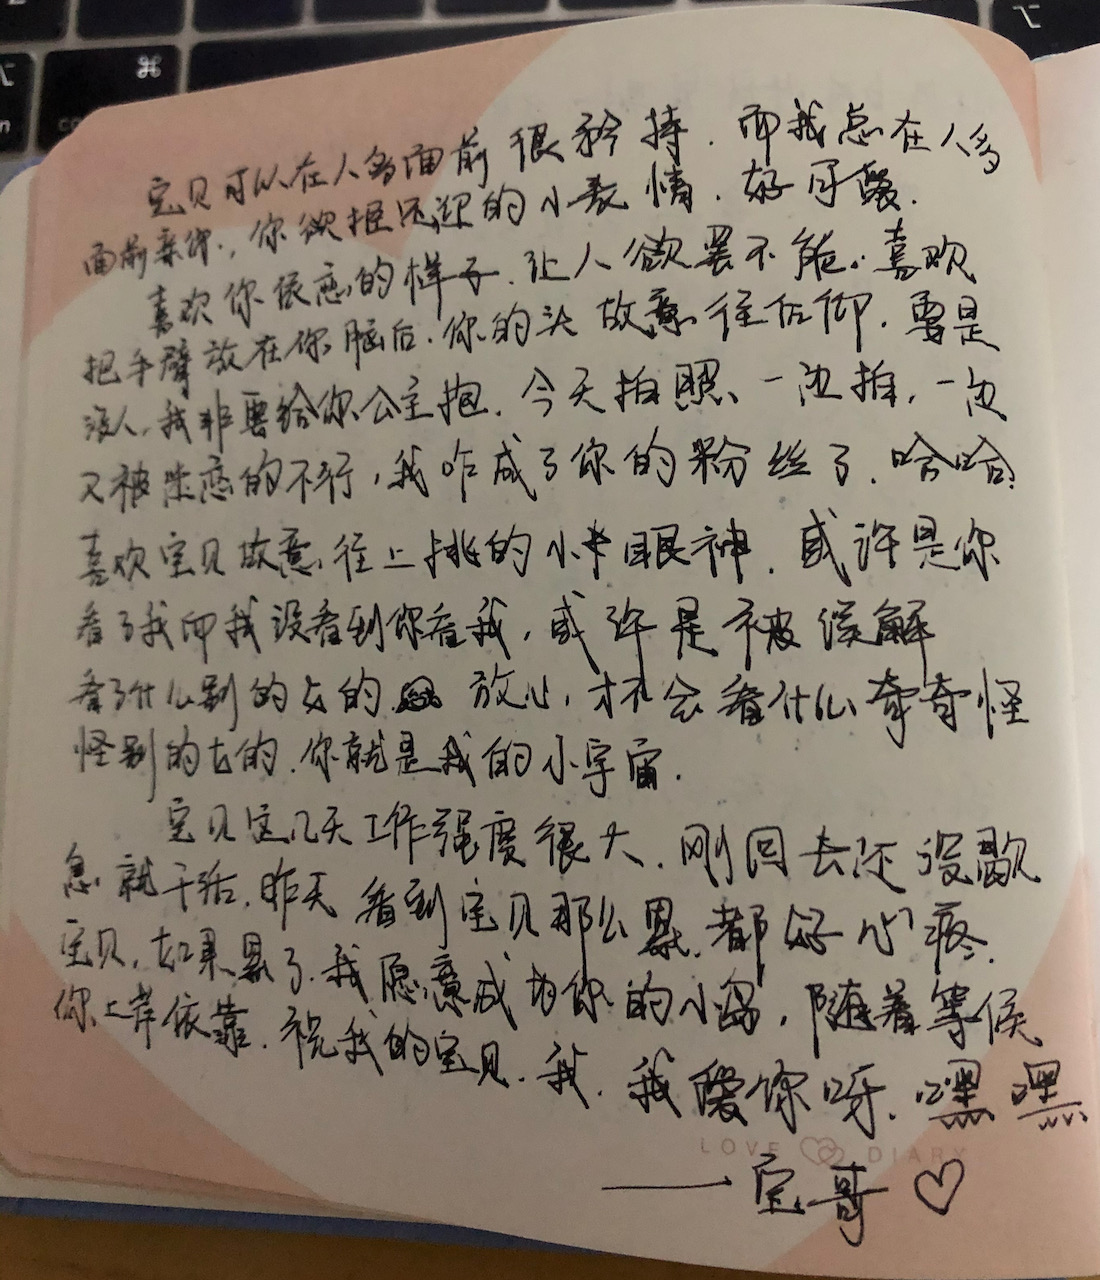 宝贝可以在人多面前很矜持.而我总在人多
面前亲你,你欲拒还迎的小表情.好可爱.
喜欢你依恋的样子.让人欲罢不能.喜欢
把手臂放在你脑后.你的头故意往后仰.要是
没人,我非要给你公主抱.今天拍照、一边拍,一边
又被迷恋的不行,我咋成了你的粉丝了.哈哈.
喜欢宝贝故意往上挑的小眼神.或许是你
看了我而我没看到你看我,或许是被误解
看了什么别的女的 放心,才不会看什么奇奇怪
怪别的女的.你就是我的小宇宙.
宝贝这几天工作强度很大.刚回去还没歇
息就干活.昨天看到宝贝那么累.都好心疼.
宝贝,如果累了.我愿意成为你的小岛,随着等候
你上岸依靠.祝我的宝贝.我.我爱你呀.嘿嘿
LOVE DIARY
——宝哥♡